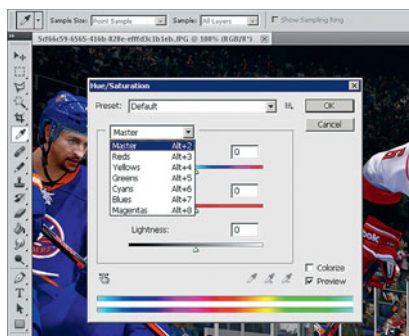 Sample Size: Point Sample Sample: All Layers Show Sampling Ring
5cf66c59-6565-416b-828e-efffd3c1b1eb.JPG @ 100% (RGB/8*)
Hue/Saturation
Preset: Default OK
Cancel
Master
Master Alt+2
Reds Alt+3
Yellows Alt+4
Greens Alt+5
Cyans Alt+6
Blues Alt+7
Magentas Alt+8
0
0
Lightness: 0
Colorize
Preview